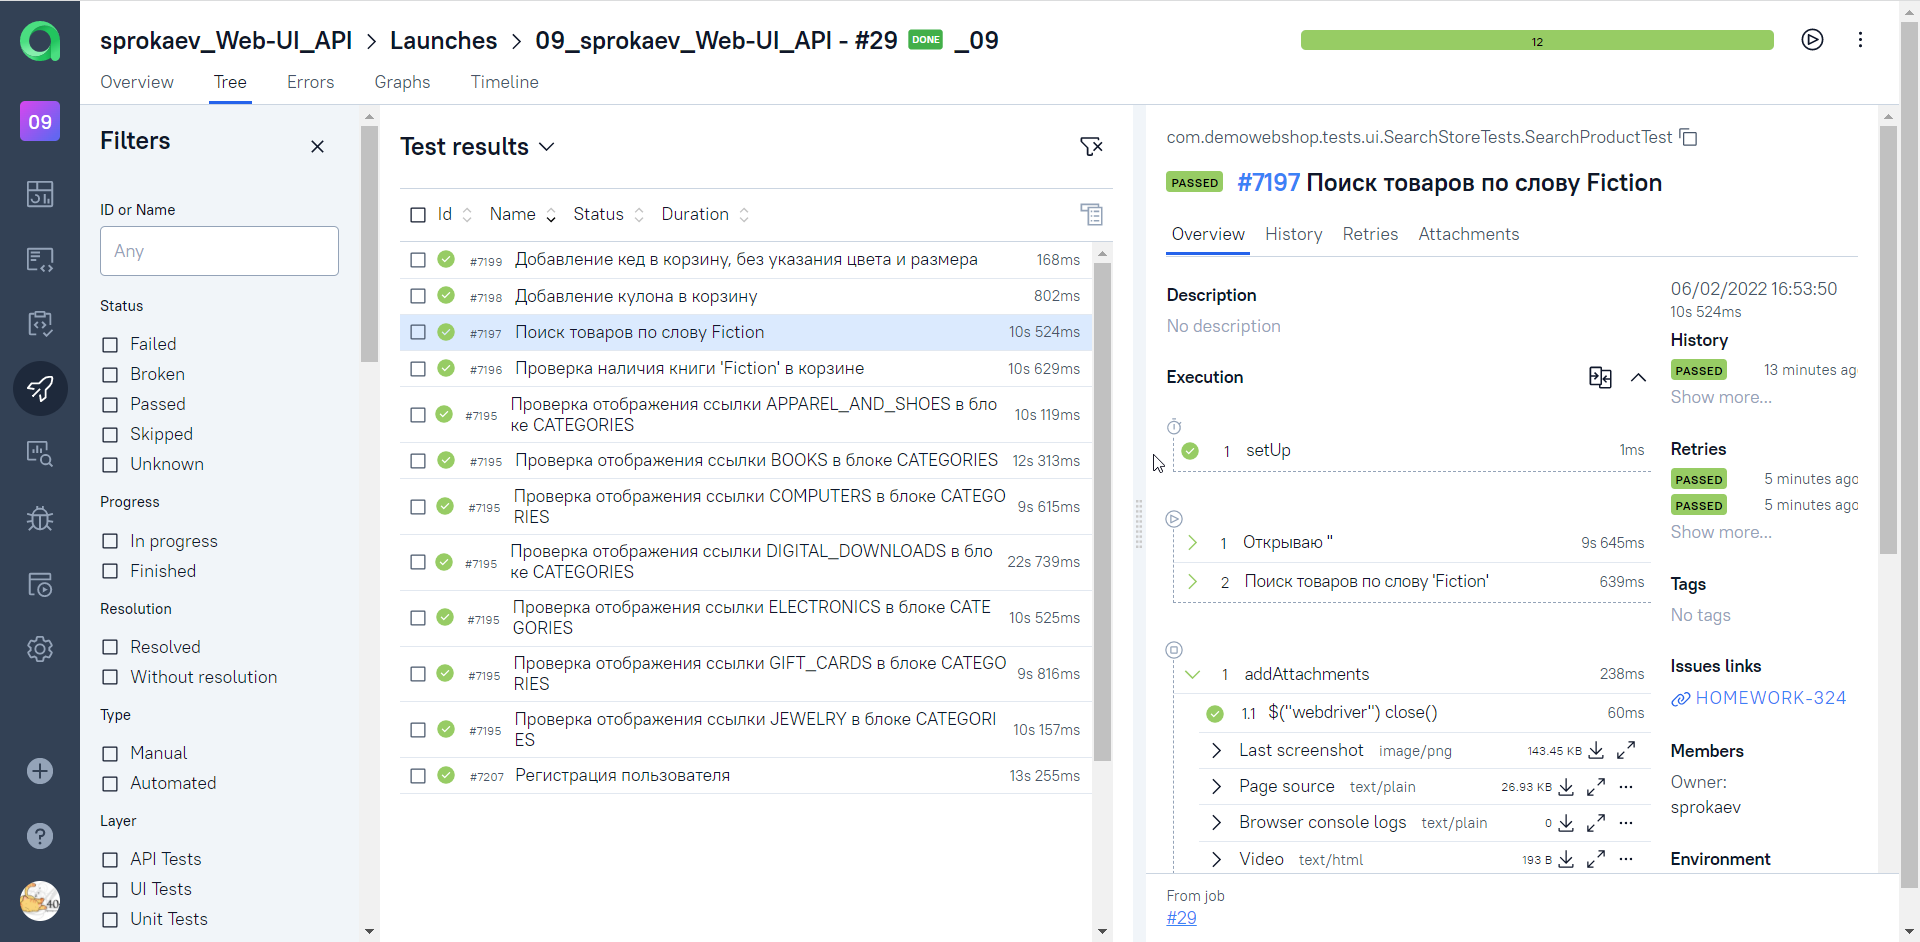 sprokaev_Web-UI_API > Launches > 09_sprokaev_Web-UI_API - #29 DONE _09
12
Overview Tree Errors Graphs Timeline
09
Filters
ID or Name
Any
Status
Failed
Broken
Passed
Skipped
Unknown
Progress
In progress
Finished
Resolution
Resolved
Without resolution
Type
Manual
Automated
Layer
API Tests
UI Tests
Unit Tests
40
Test results
Id Name Status Duration
#7199 Добавление кед в корзину, без указания цвета и размера 168ms
#7198 Добавление кулона в корзину 802ms
#7197 Поиск товаров по слову Fiction 10s 524ms
#7196 Проверка наличия книги 'Fiction' в корзине 10s 629ms
#7195 Проверка отображения ссылки APPAREL_AND_SHOES в бло 10s 119ms
ке CATEGORIES
#7195 Проверка отображения ссылки BOOKS в блоке CATEGORIES 12s 313ms
#7195 Проверка отображения ссылки COMPUTERS в блоке CATEGO 9s 615ms
RIES
#7195 Проверка отображения ссылки DIGITAL_DOWNLOADS в бло 22s 739ms
ке CATEGORIES
#7195 Проверка отображения ссылки ELECTRONICS в блоке CATE 10s 525ms
GORIES
#7195 Проверка отображения ссылки GIFT_CARDS в блоке CATEGO 9s 816ms
RIES
#7195 Проверка отображения ссылки JEWELRY в блоке CATEGORI 10s 157ms
ES
#7207 Регистрация пользователя 13s 255ms
com.demowebshop.tests.ui.SearchStoreTests.SearchProductTest
PASSED #7197 Поиск товаров по слову Fiction
Overview History Retries Attachments
Description
No description
Execution
1 setUp 1ms
1 Открываю '' 9s 645ms
2 Поиск товаров по слову 'Fiction' 639ms
1 addAttachments 238ms
1.1 $("webdriver") close() 60ms
Last screenshot image/png 143.45 KB
Page source text/plain 26.93 KB
Browser console logs text/plain 0
Video text/html 193 B
06/02/2022 16:53:50
10s 524ms
History
PASSED 13 minutes ag
Show more...
Retries
PASSED 5 minutes ago
PASSED 5 minutes ago
Show more...
Tags
No tags
Issues links
HOMEWORK-324
Members
Owner:
sprokaev
Environment
From job
#29